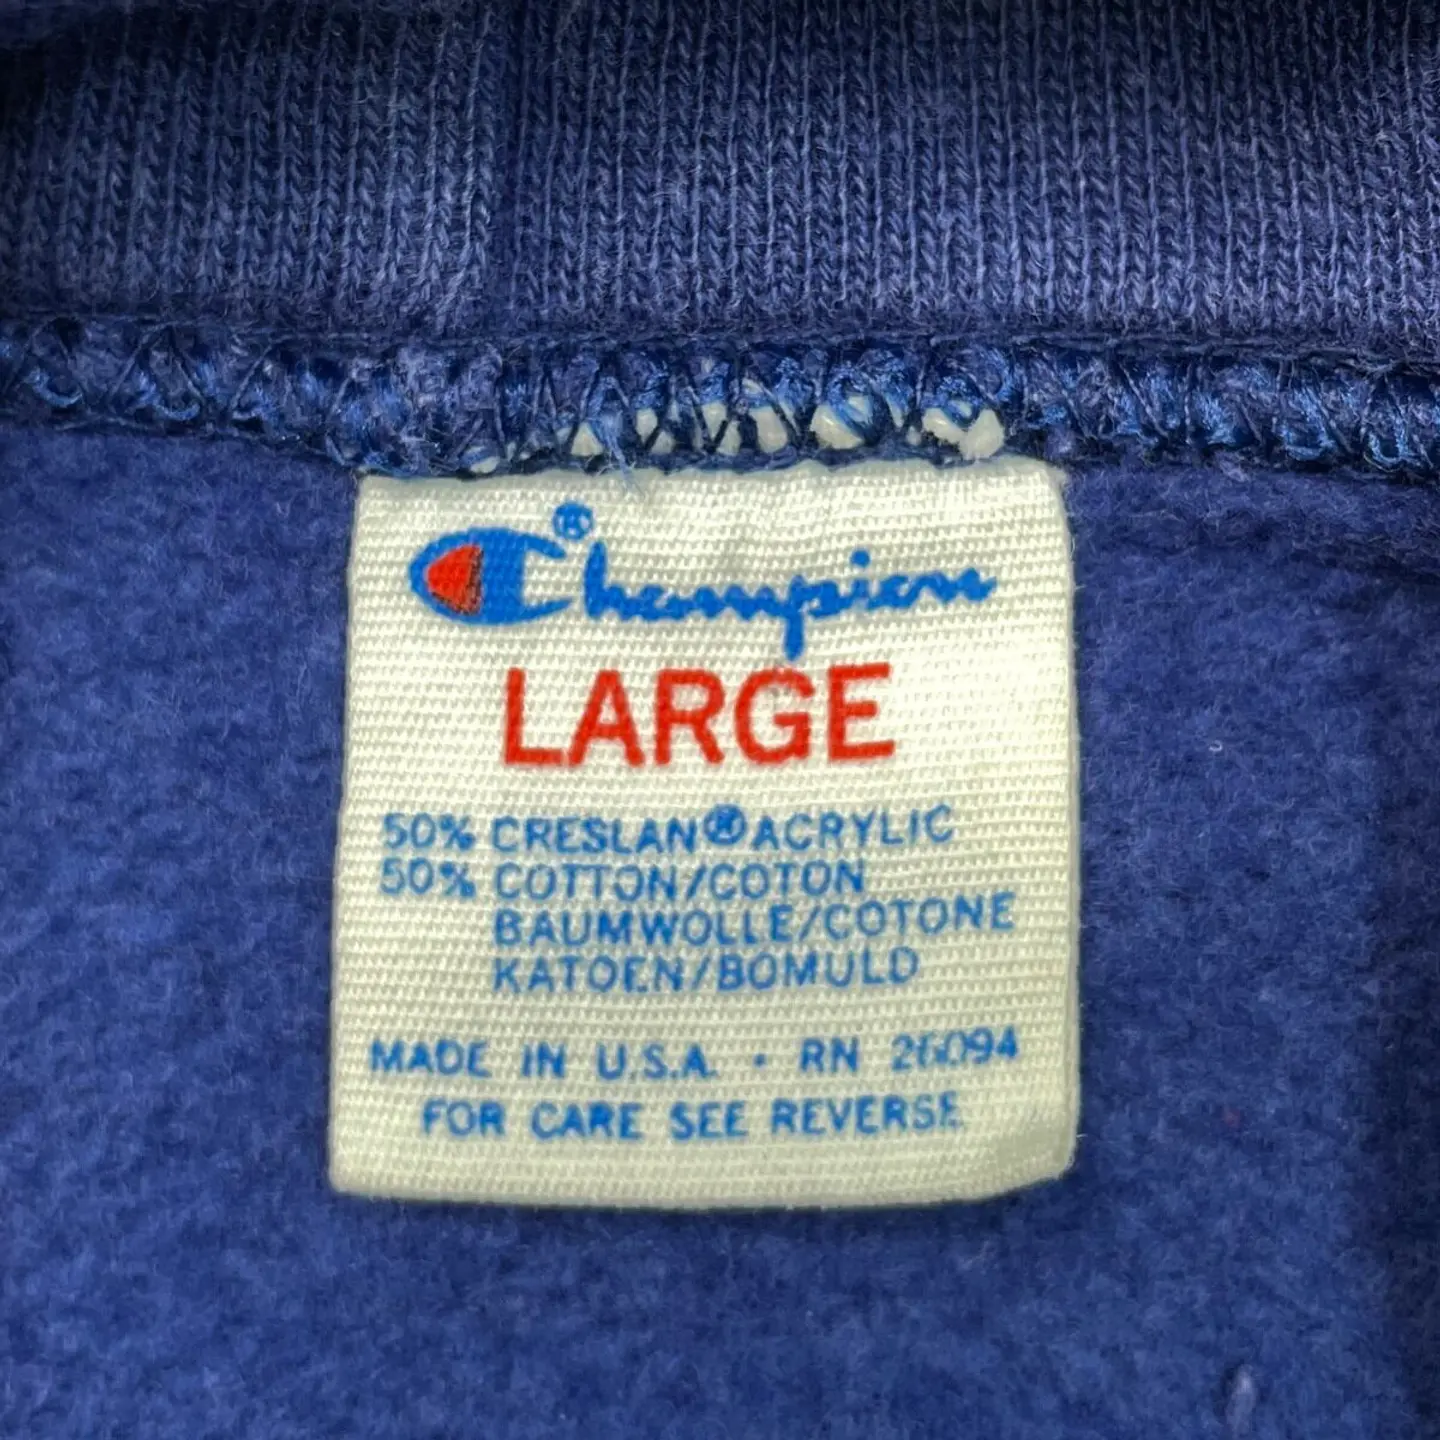 Champion®
LARGE
50% CRESLAN® ACRYLIC
50% COTTON/COTON
BAUMWOLLE/COTONE
KATOEN/BOMULD
MADE IN U.S.A. · RN 26094
FOR CARE SEE REVERSE